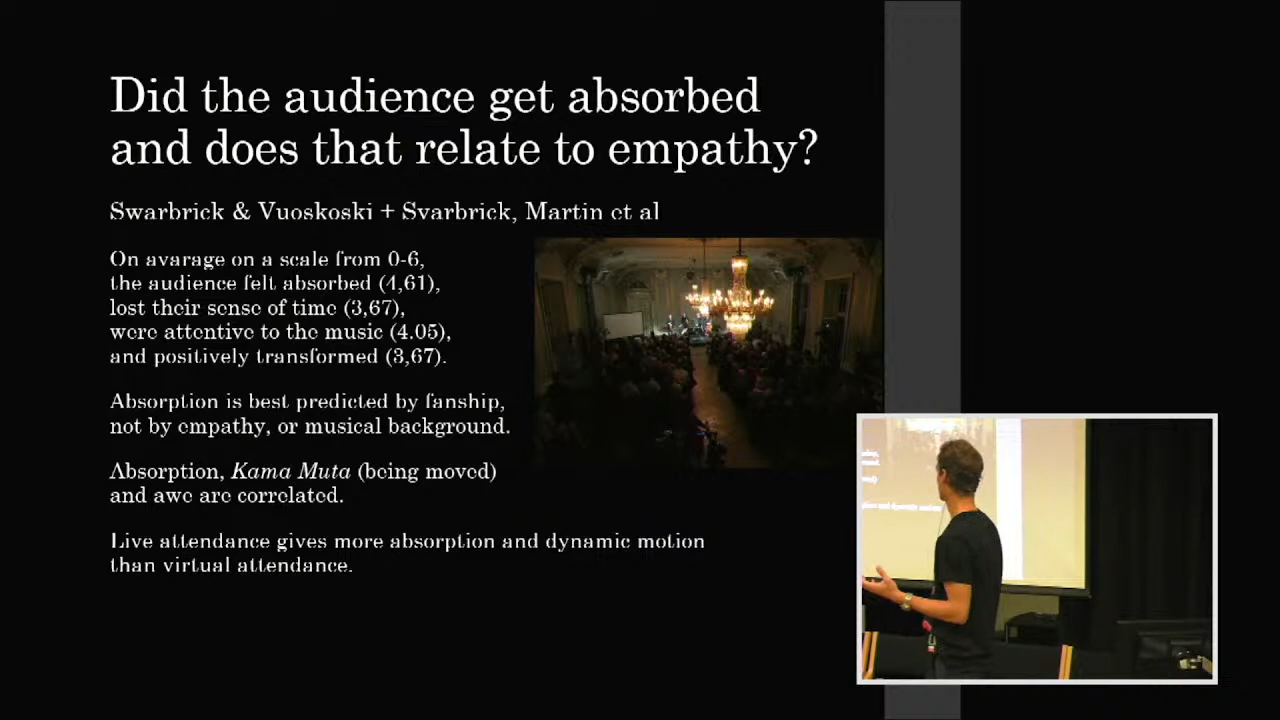 Did the audience get absorbed
and does that relate to empathy?
Swarbrick & Vuoskoski + Svarbrick, Martin et al
On avarage on a scale from 0-6,
the audience felt absorbed (4,61),
lost their sense of time (3,67),
were attentive to the music (4.05),
and positively transformed (3,67).
Absorption is best predicted by fanship,
not by empathy, or musical background.
Absorption, Kama Muta (being moved)
and awe are correlated.
Live attendance gives more absorption and dynamic motion
than virtual attendance.